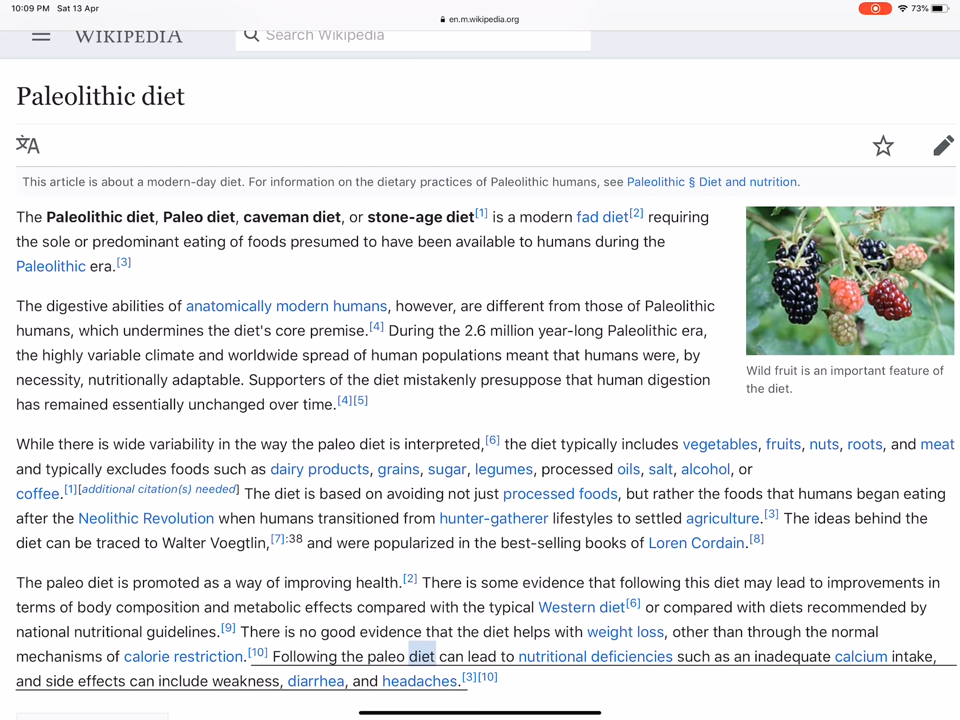 10:09 PM Sat 13 Apr
73%
en.m.wikipedia.org
WIKIPEDIA
Search Wikipedia
Paleolithic diet
This article is about a modern-day diet. For information on the dietary practices of Paleolithic humans, see Paleolithic § Diet and nutrition.
The Paleolithic diet, Paleo diet, caveman diet, or stone-age diet[1] is a modern fad diet[2] requiring
the sole or predominant eating of foods presumed to have been available to humans during the
Paleolithic era.[3]
Wild fruit is an important feature of
the diet.
The digestive abilities of anatomically modern humans, however, are different from those of Paleolithic
humans, which undermines the diet's core premise.[4] During the 2.6 million year-long Paleolithic era,
the highly variable climate and worldwide spread of human populations meant that humans were, by
necessity, nutritionally adaptable. Supporters of the diet mistakenly presuppose that human digestion
has remained essentially unchanged over time.[4][5]
While there is wide variability in the way the paleo diet is interpreted,[6] the diet typically includes vegetables, fruits, nuts, roots, and meat
and typically excludes foods such as dairy products, grains, sugar, legumes, processed oils, salt, alcohol, or
coffee.[1][additional citation(s) needed] The diet is based on avoiding not just processed foods, but rather the foods that humans began eating
after the Neolithic Revolution when humans transitioned from hunter-gatherer lifestyles to settled agriculture.[3] The ideas behind the
diet can be traced to Walter Voegtlin,[7]:38 and were popularized in the best-selling books of Loren Cordain.[8]
The paleo diet is promoted as a way of improving health.[2] There is some evidence that following this diet may lead to improvements in
terms of body composition and metabolic effects compared with the typical Western diet[6] or compared with diets recommended by
national nutritional guidelines.[9] There is no good evidence that the diet helps with weight loss, other than through the normal
mechanisms of calorie restriction.[10] Following the paleo diet can lead to nutritional deficiencies such as an inadequate calcium intake,
and side effects can include weakness, diarrhea, and headaches.[3][10]